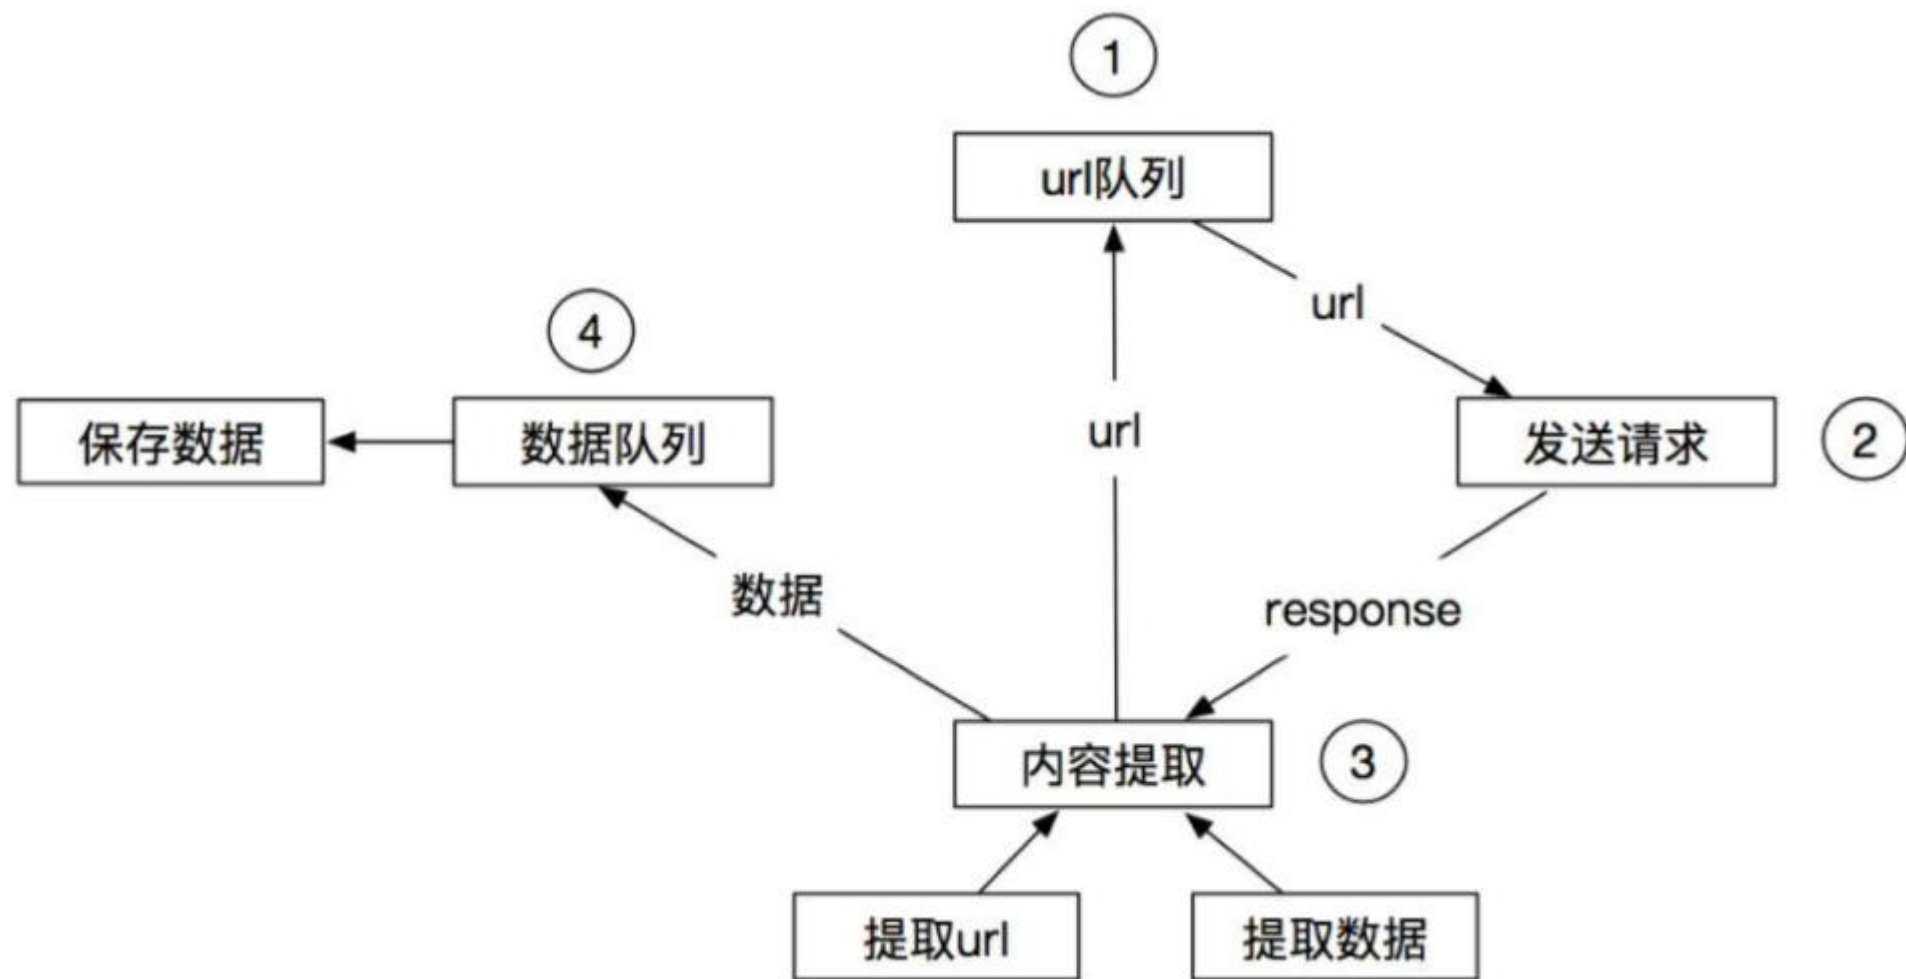 ①
url队列
url
④
保存数据
数据队列
url
发送请求
②
数据
response
内容提取
③
提取url
提取数据